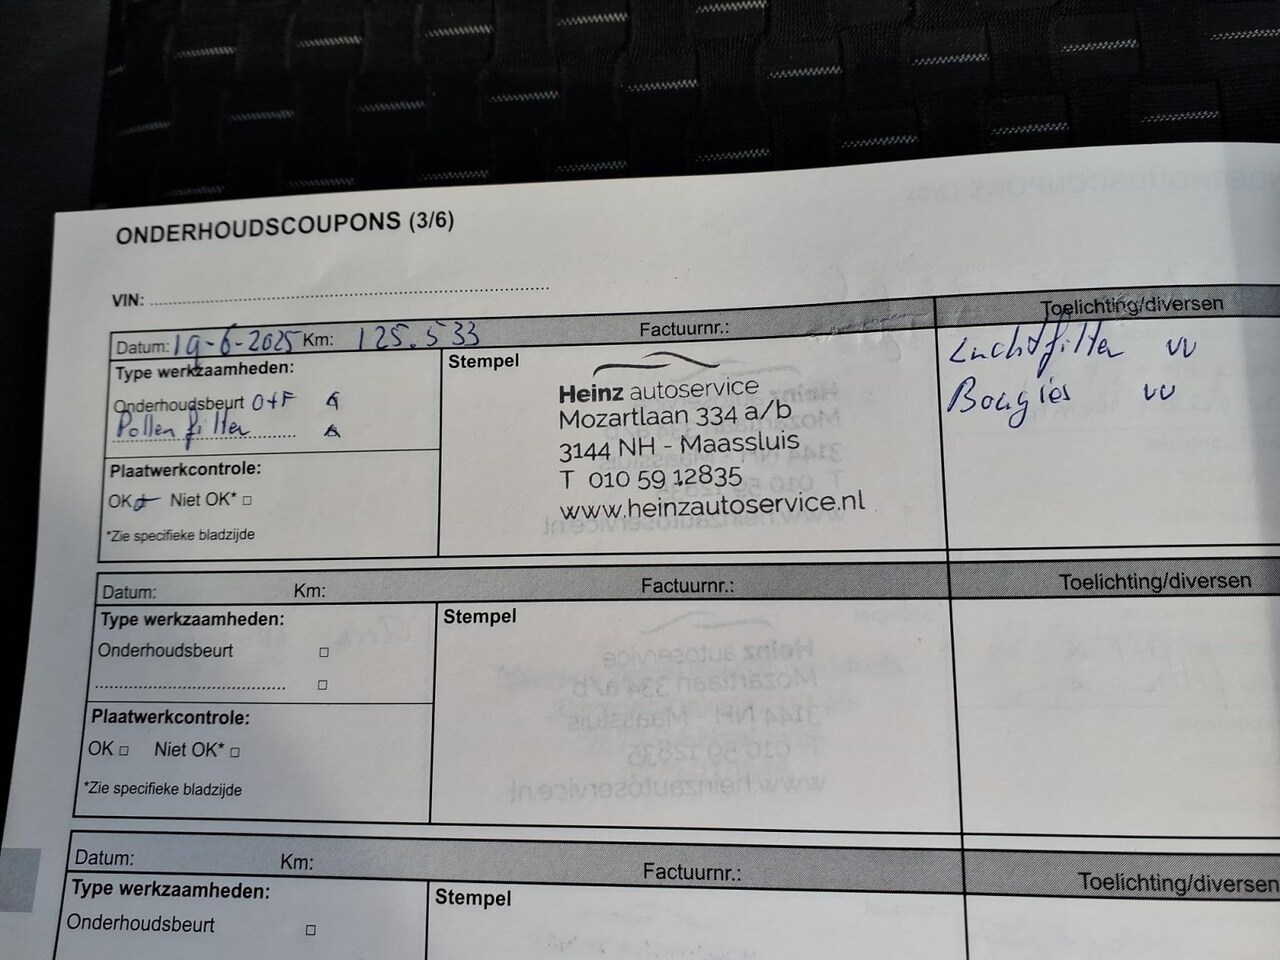 ONDERHOUDSCOUPONS (3/6)
VIN:
Datum: 19-6-2025 Km: 125.533 Factuurnr.: Toelichting/diversen
Type werkzaamheden:
Onderhoudsbeurt O+F
Pollen filter
Plaatwerkcontrole:
OK Niet OK*
*Zie specifieke bladzijde
Stempel
Heinz autoservice
Mozartlaan 334 a/b
3144 NH - Maassluis
T 010 59 12835
www.heinzautoservice.nl
Luchtfilter VV
Bougies VV
Datum: Km: Factuurnr.: Toelichting/diversen
Type werkzaamheden:
Onderhoudsbeurt
Plaatwerkcontrole:
OK Niet OK*
*Zie specifieke bladzijde
Stempel
Datum: Km: Factuurnr.: Toelichting/diversen
Type werkzaamheden:
Onderhoudsbeurt
Stempel